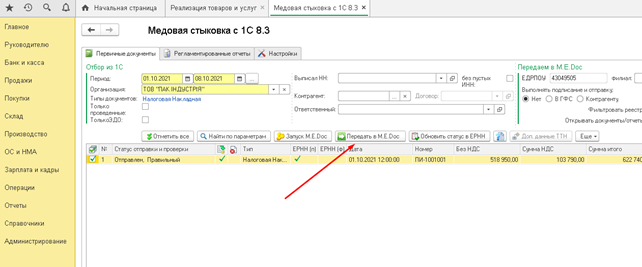 Начальная страница Реализация товаров и услуг × Медовая стыковка с 1С 8.3 ×
Главное
Руководителю
Банк и касса
Продажи
Покупки
Склад
Производство
ОС и НМА
Зарплата и кадры
Операции
Отчеты
Справочники
Администрирование
Медовая стыковка с 1С 8.3
Первичные документы Регламентированные отчеты Настройки
Отбор из 1С
Период: 01.10.2021 08.10.2021 ...
Организация: ТОВ "ПАК ІНДУСТРІЯ"
Типы документов: Налоговая Накладная
Только проведенные:
ТолькоЭДО:
Выписал НН: без пустых ИНН:
Контрагент: Договор:
Ответственный:
Передаем в M.E.Doc
ЕДРПОУ 43049505 Филиал:
Выполнять подписание и отправку:
Нет В ГФС Контрагенту
Фильтровать реестр
Открывать документы/отче
Отметить все Найти по параметрам Запуск M.E.Doc Передать в M.E.Doc Обновить статус в ЕРНН Доп. данные ТТН Еще
№ Статус отправки и проверки Тип ЕРНН (п) ЕРНН (ф) Дата Номер Без НДС Сумма НДС Сумма итого
1 Отправлен, Правильный Налоговая Нак... 01.10.2021 12:00:00 ПИ-1001001 518 950,00 103 790,00 622 740